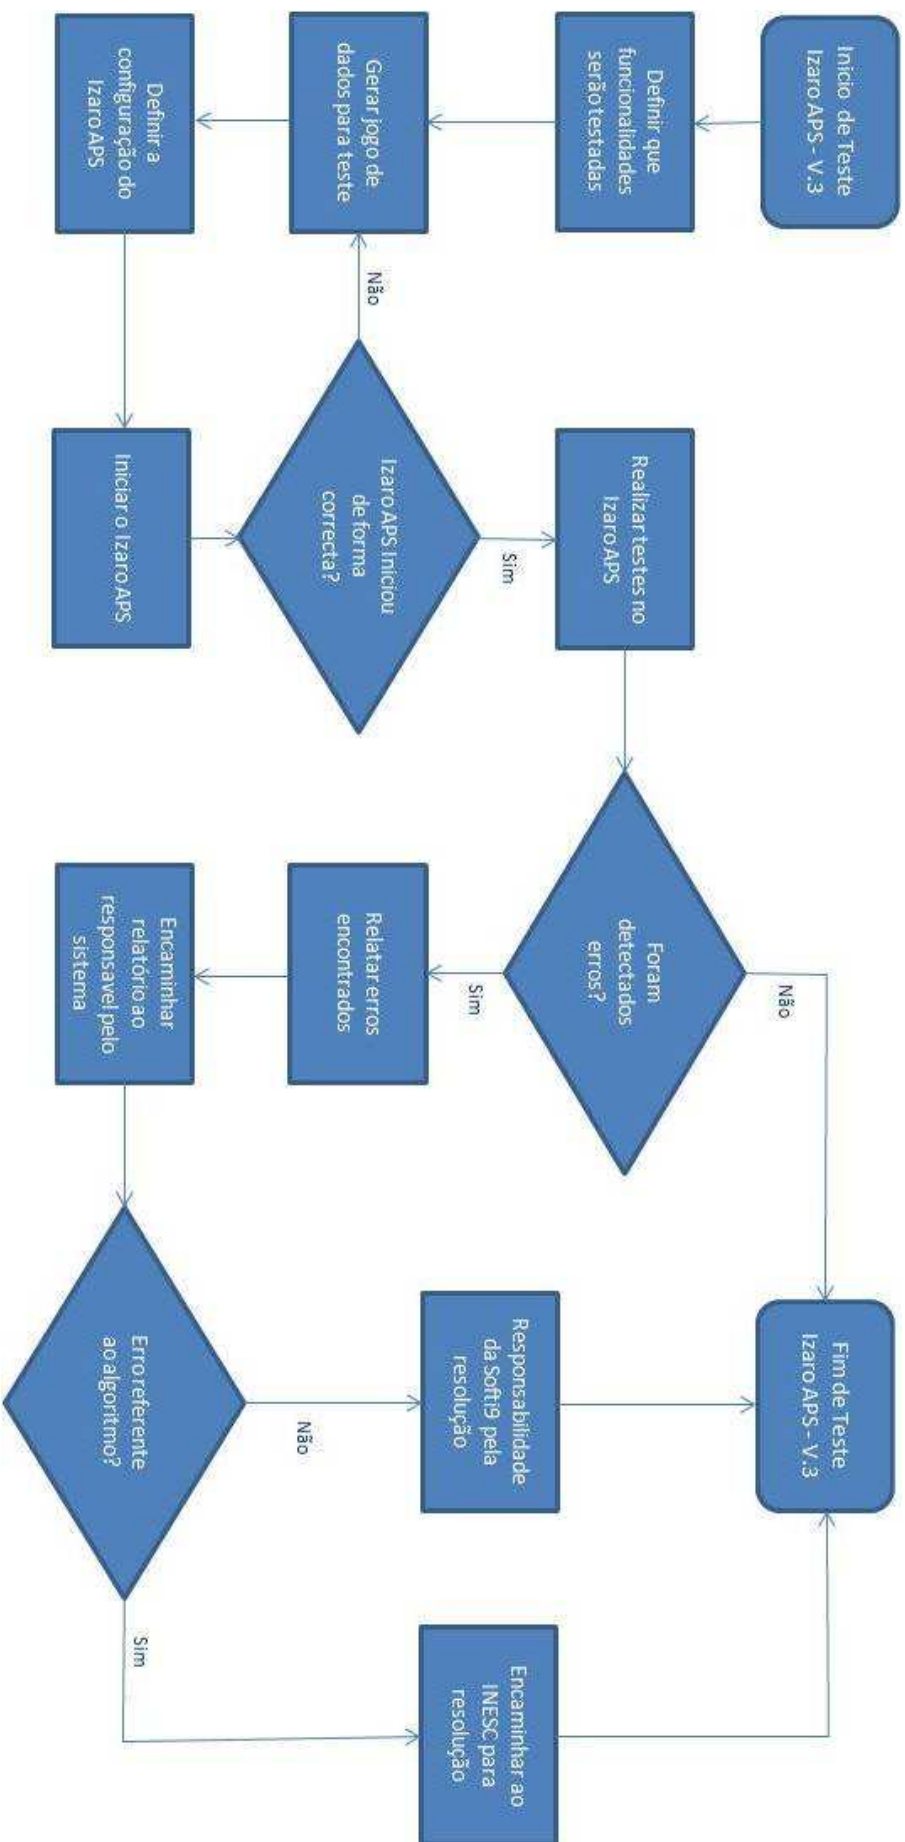 Inicio de Teste
Izaro APS - V.3
Definir que
funcionalidades
serão testadas
Gerar jogo de
dados para teste
Definir a
configuração do
Izaro APS
Iniciar o Izaro APS
Izaro APS Iniciou
de forma
correcta?
Não
Sim
Realizar testes no
Izaro APS
Foram
detectados
erros?
Não
Sim
Relatar erros
encontrados
Encaminhar
relatório ao
responsavel pelo
sistema
Erro referente
ao algoritmo?
Não
Sim
Responsabilidade
da Softi9 pela
resolução
Encaminhar ao
INESC para
resolução
Fim de Teste
Izaro APS - V.3